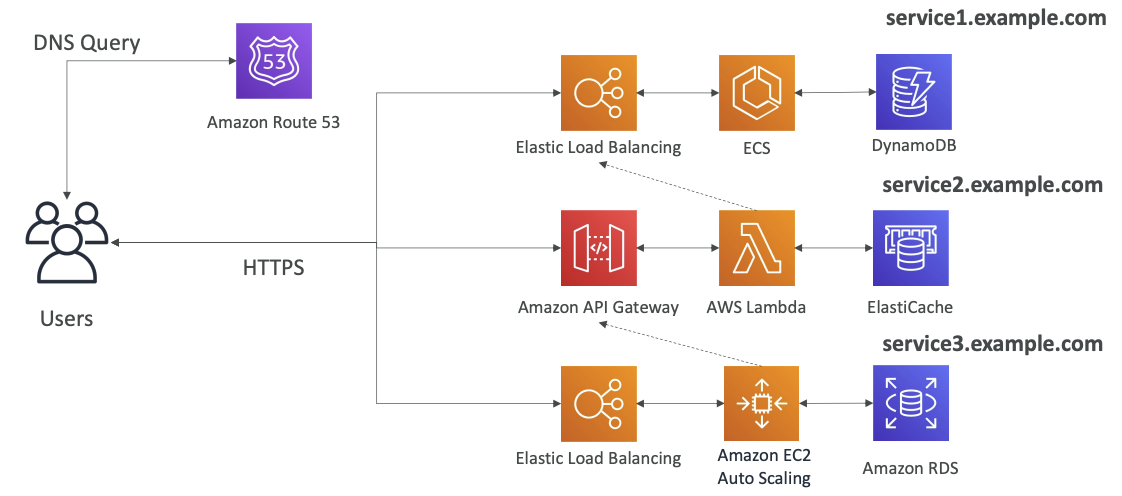 service1.example.com
DNS Query
53
Amazon Route 53
Elastic Load Balancing
ECS
DynamoDB
service2.example.com
HTTPS
Users
</>
Amazon API Gateway
AWS Lambda
ElastiCache
service3.example.com
Elastic Load Balancing
Amazon EC2
Auto Scaling
Amazon RDS